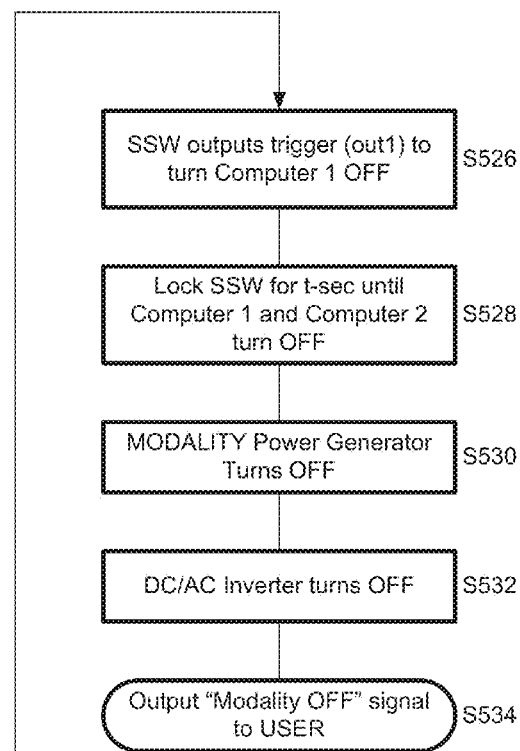 SSW outputs trigger (out1) to
turn Computer 1 OFF
S526
Lock SSW for t-sec until
Computer 1 and Computer 2
turn OFF
S528
MODALITY Power Generator
Turns OFF
S530
DC/AC Inverter turns OFF
S532
Output “Modality OFF” signal
to USER
S534